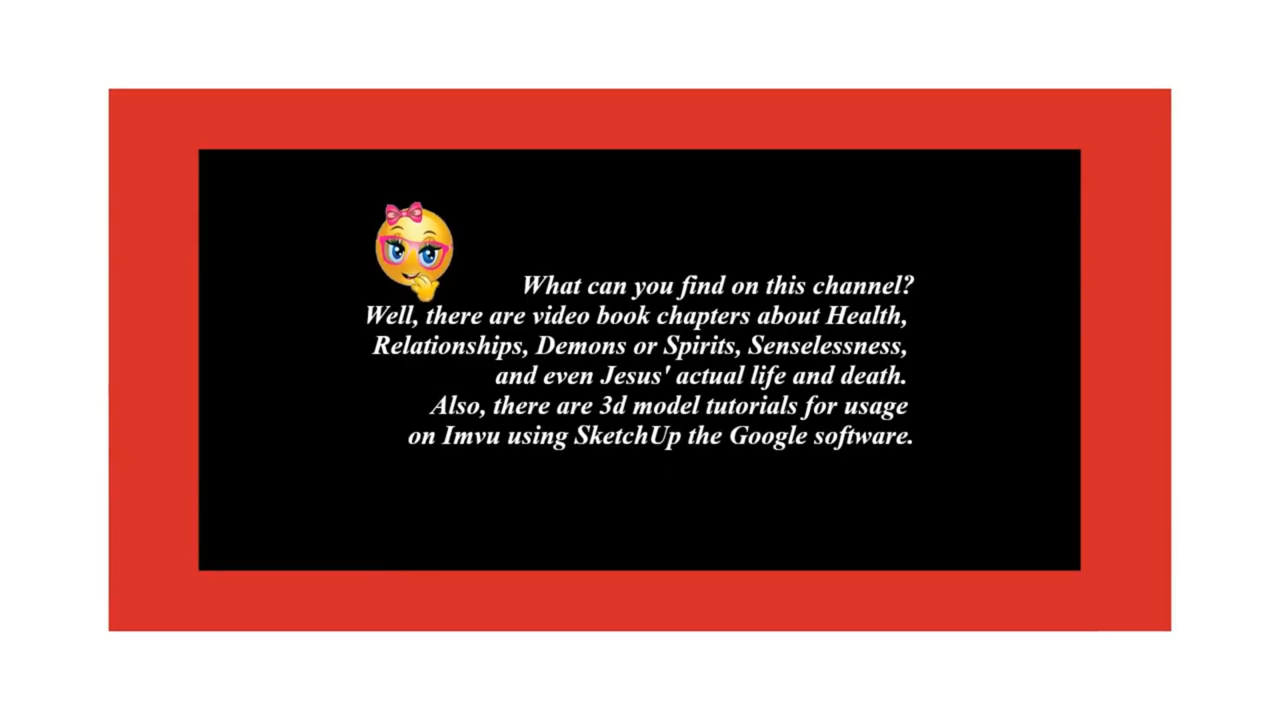 What can you find on this channel?
Well, there are video book chapters about Health,
Relationships, Demons or Spirits, Senselessness,
and even Jesus' actual life and death.
Also, there are 3d model tutorials for usage
on Imvu using SketchUp the Google software.